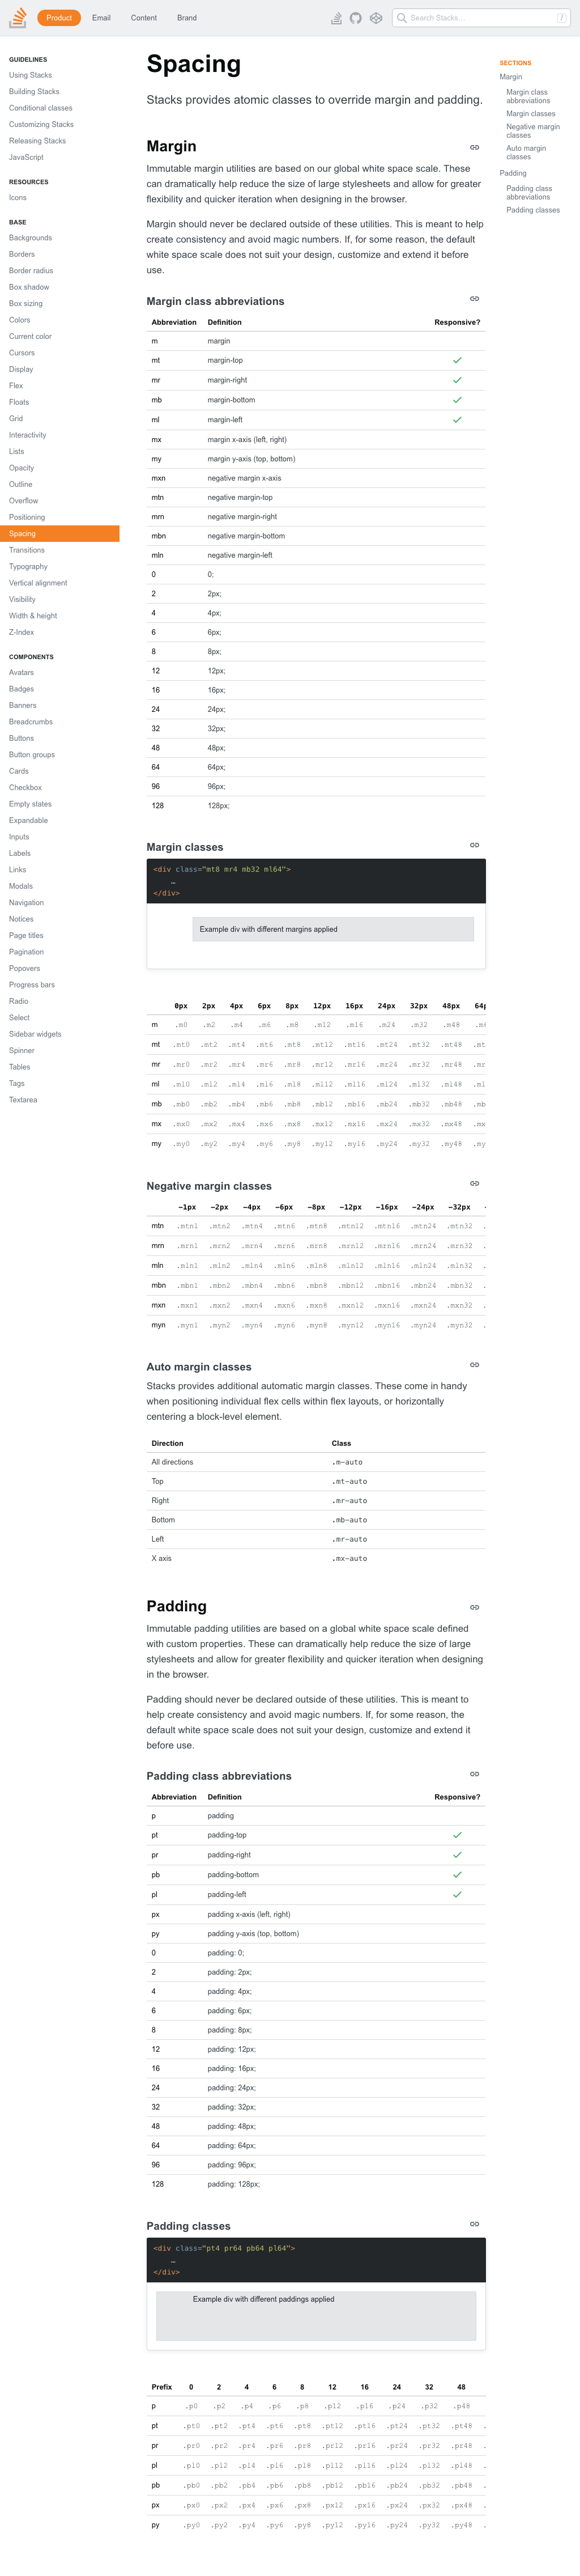 Product Email Content Brand
Search Stacks…
/
GUIDELINES
Using Stacks
Building Stacks
Conditional classes
Customizing Stacks
Releasing Stacks
JavaScript
RESOURCES
Icons
BASE
Backgrounds
Borders
Border radius
Box shadow
Box sizing
Colors
Current color
Cursors
Display
Flex
Floats
Grid
Interactivity
Lists
Opacity
Outline
Overflow
Positioning
Spacing
Transitions
Typography
Vertical alignment
Visibility
Width & height
Z-Index
COMPONENTS
Avatars
Badges
Banners
Breadcrumbs
Buttons
Button groups
Cards
Checkbox
Empty states
Expandable
Inputs
Labels
Links
Modals
Navigation
Notices
Page titles
Pagination
Popovers
Progress bars
Radio
Select
Sidebar widgets
Spinner
Tables
Tags
Textarea
Spacing
Stacks provides atomic classes to override margin and padding.
Margin
Immutable margin utilities are based on our global white space scale. These
can dramatically help reduce the size of large stylesheets and allow for greater
flexibility and quicker iteration when designing in the browser.
Margin should never be declared outside of these utilities. This is meant to help
create consistency and avoid magic numbers. If, for some reason, the default
white space scale does not suit your design, customize and extend it before
use.
Margin class abbreviations
Abbreviation Definition Responsive?
m margin
mt margin-top
mr margin-right
mb margin-bottom
ml margin-left
mx margin x-axis (left, right)
my margin y-axis (top, bottom)
mxn negative margin x-axis
mtn negative margin-top
mrn negative margin-right
mbn negative margin-bottom
mln negative margin-left
0 0;
2 2px;
4 4px;
6 6px;
8 8px;
12 12px;
16 16px;
24 24px;
32 32px;
48 48px;
64 64px;
96 96px;
128 128px;
Margin classes
<div class="mt8 mr4 mb32 ml64">
…
</div>
Example div with different margins applied
0px 2px 4px 6px 8px 12px 16px 24px 32px 48px 64p
m .m0 .m2 .m4 .m6 .m8 .m12 .m16 .m24 .m32 .m48 .m6
mt .mt0 .mt2 .mt4 .mt6 .mt8 .mt12 .mt16 .mt24 .mt32 .mt48 .mt
mr .mr0 .mr2 .mr4 .mr6 .mr8 .mr12 .mr16 .mr24 .mr32 .mr48 .mr
ml .ml0 .ml2 .ml4 .ml6 .ml8 .ml12 .ml16 .ml24 .ml32 .ml48 .ml
mb .mb0 .mb2 .mb4 .mb6 .mb8 .mb12 .mb16 .mb24 .mb32 .mb48 .mb
mx .mx0 .mx2 .mx4 .mx6 .mx8 .mx12 .mx16 .mx24 .mx32 .mx48 .mx
my .my0 .my2 .my4 .my6 .my8 .my12 .my16 .my24 .my32 .my48 .my
Negative margin classes
−1px −2px −4px −6px −8px −12px −16px −24px −32px
mtn .mtn1 .mtn2 .mtn4 .mtn6 .mtn8 .mtn12 .mtn16 .mtn24 .mtn32 .
mrn .mrn1 .mrn2 .mrn4 .mrn6 .mrn8 .mrn12 .mrn16 .mrn24 .mrn32 .
mln .mln1 .mln2 .mln4 .mln6 .mln8 .mln12 .mln16 .mln24 .mln32 .
mbn .mbn1 .mbn2 .mbn4 .mbn6 .mbn8 .mbn12 .mbn16 .mbn24 .mbn32 .
mxn .mxn1 .mxn2 .mxn4 .mxn6 .mxn8 .mxn12 .mxn16 .mxn24 .mxn32 .
myn .myn1 .myn2 .myn4 .myn6 .myn8 .myn12 .myn16 .myn24 .myn32 .
Auto margin classes
Stacks provides additional automatic margin classes. These come in handy
when positioning individual flex cells within flex layouts, or horizontally
centering a block-level element.
Direction Class
All directions .m-auto
Top .mt-auto
Right .mr-auto
Bottom .mb-auto
Left .mr-auto
X axis .mx-auto
Padding
Immutable padding utilities are based on a global white space scale defined
with custom properties. These can dramatically help reduce the size of large
stylesheets and allow for greater flexibility and quicker iteration when designing
in the browser.
Padding should never be declared outside of these utilities. This is meant to
help create consistency and avoid magic numbers. If, for some reason, the
default white space scale does not suit your design, customize and extend it
before use.
Padding class abbreviations
Abbreviation Definition Responsive?
p padding
pt padding-top
pr padding-right
pb padding-bottom
pl padding-left
px padding x-axis (left, right)
py padding y-axis (top, bottom)
0 padding: 0;
2 padding: 2px;
4 padding: 4px;
6 padding: 6px;
8 padding: 8px;
12 padding: 12px;
16 padding: 16px;
24 padding: 24px;
32 padding: 32px;
48 padding: 48px;
64 padding: 64px;
96 padding: 96px;
128 padding: 128px;
Padding classes
<div class="pt4 pr64 pb64 pl64">
…
</div>
Example div with different paddings applied
Prefix 0 2 4 6 8 12 16 24 32 48
p .p0 .p2 .p4 .p6 .p8 .p12 .p16 .p24 .p32 .p48
pt .pt0 .pt2 .pt4 .pt6 .pt8 .pt12 .pt16 .pt24 .pt32 .pt48 .
pr .pr0 .pr2 .pr4 .pr6 .pr8 .pr12 .pr16 .pr24 .pr32 .pr48 .
pl .pl0 .pl2 .pl4 .pl6 .pl8 .pl12 .pl16 .pl24 .pl32 .pl48 .
pb .pb0 .pb2 .pb4 .pb6 .pb8 .pb12 .pb16 .pb24 .pb32 .pb48 .
px .px0 .px2 .px4 .px6 .px8 .px12 .px16 .px24 .px32 .px48 .
py .py0 .py2 .py4 .py6 .py8 .py12 .py16 .py24 .py32 .py48 .
SECTIONS
Margin
Margin class
abbreviations
Margin classes
Negative margin
classes
Auto margin
classes
Padding
Padding class
abbreviations
Padding classes